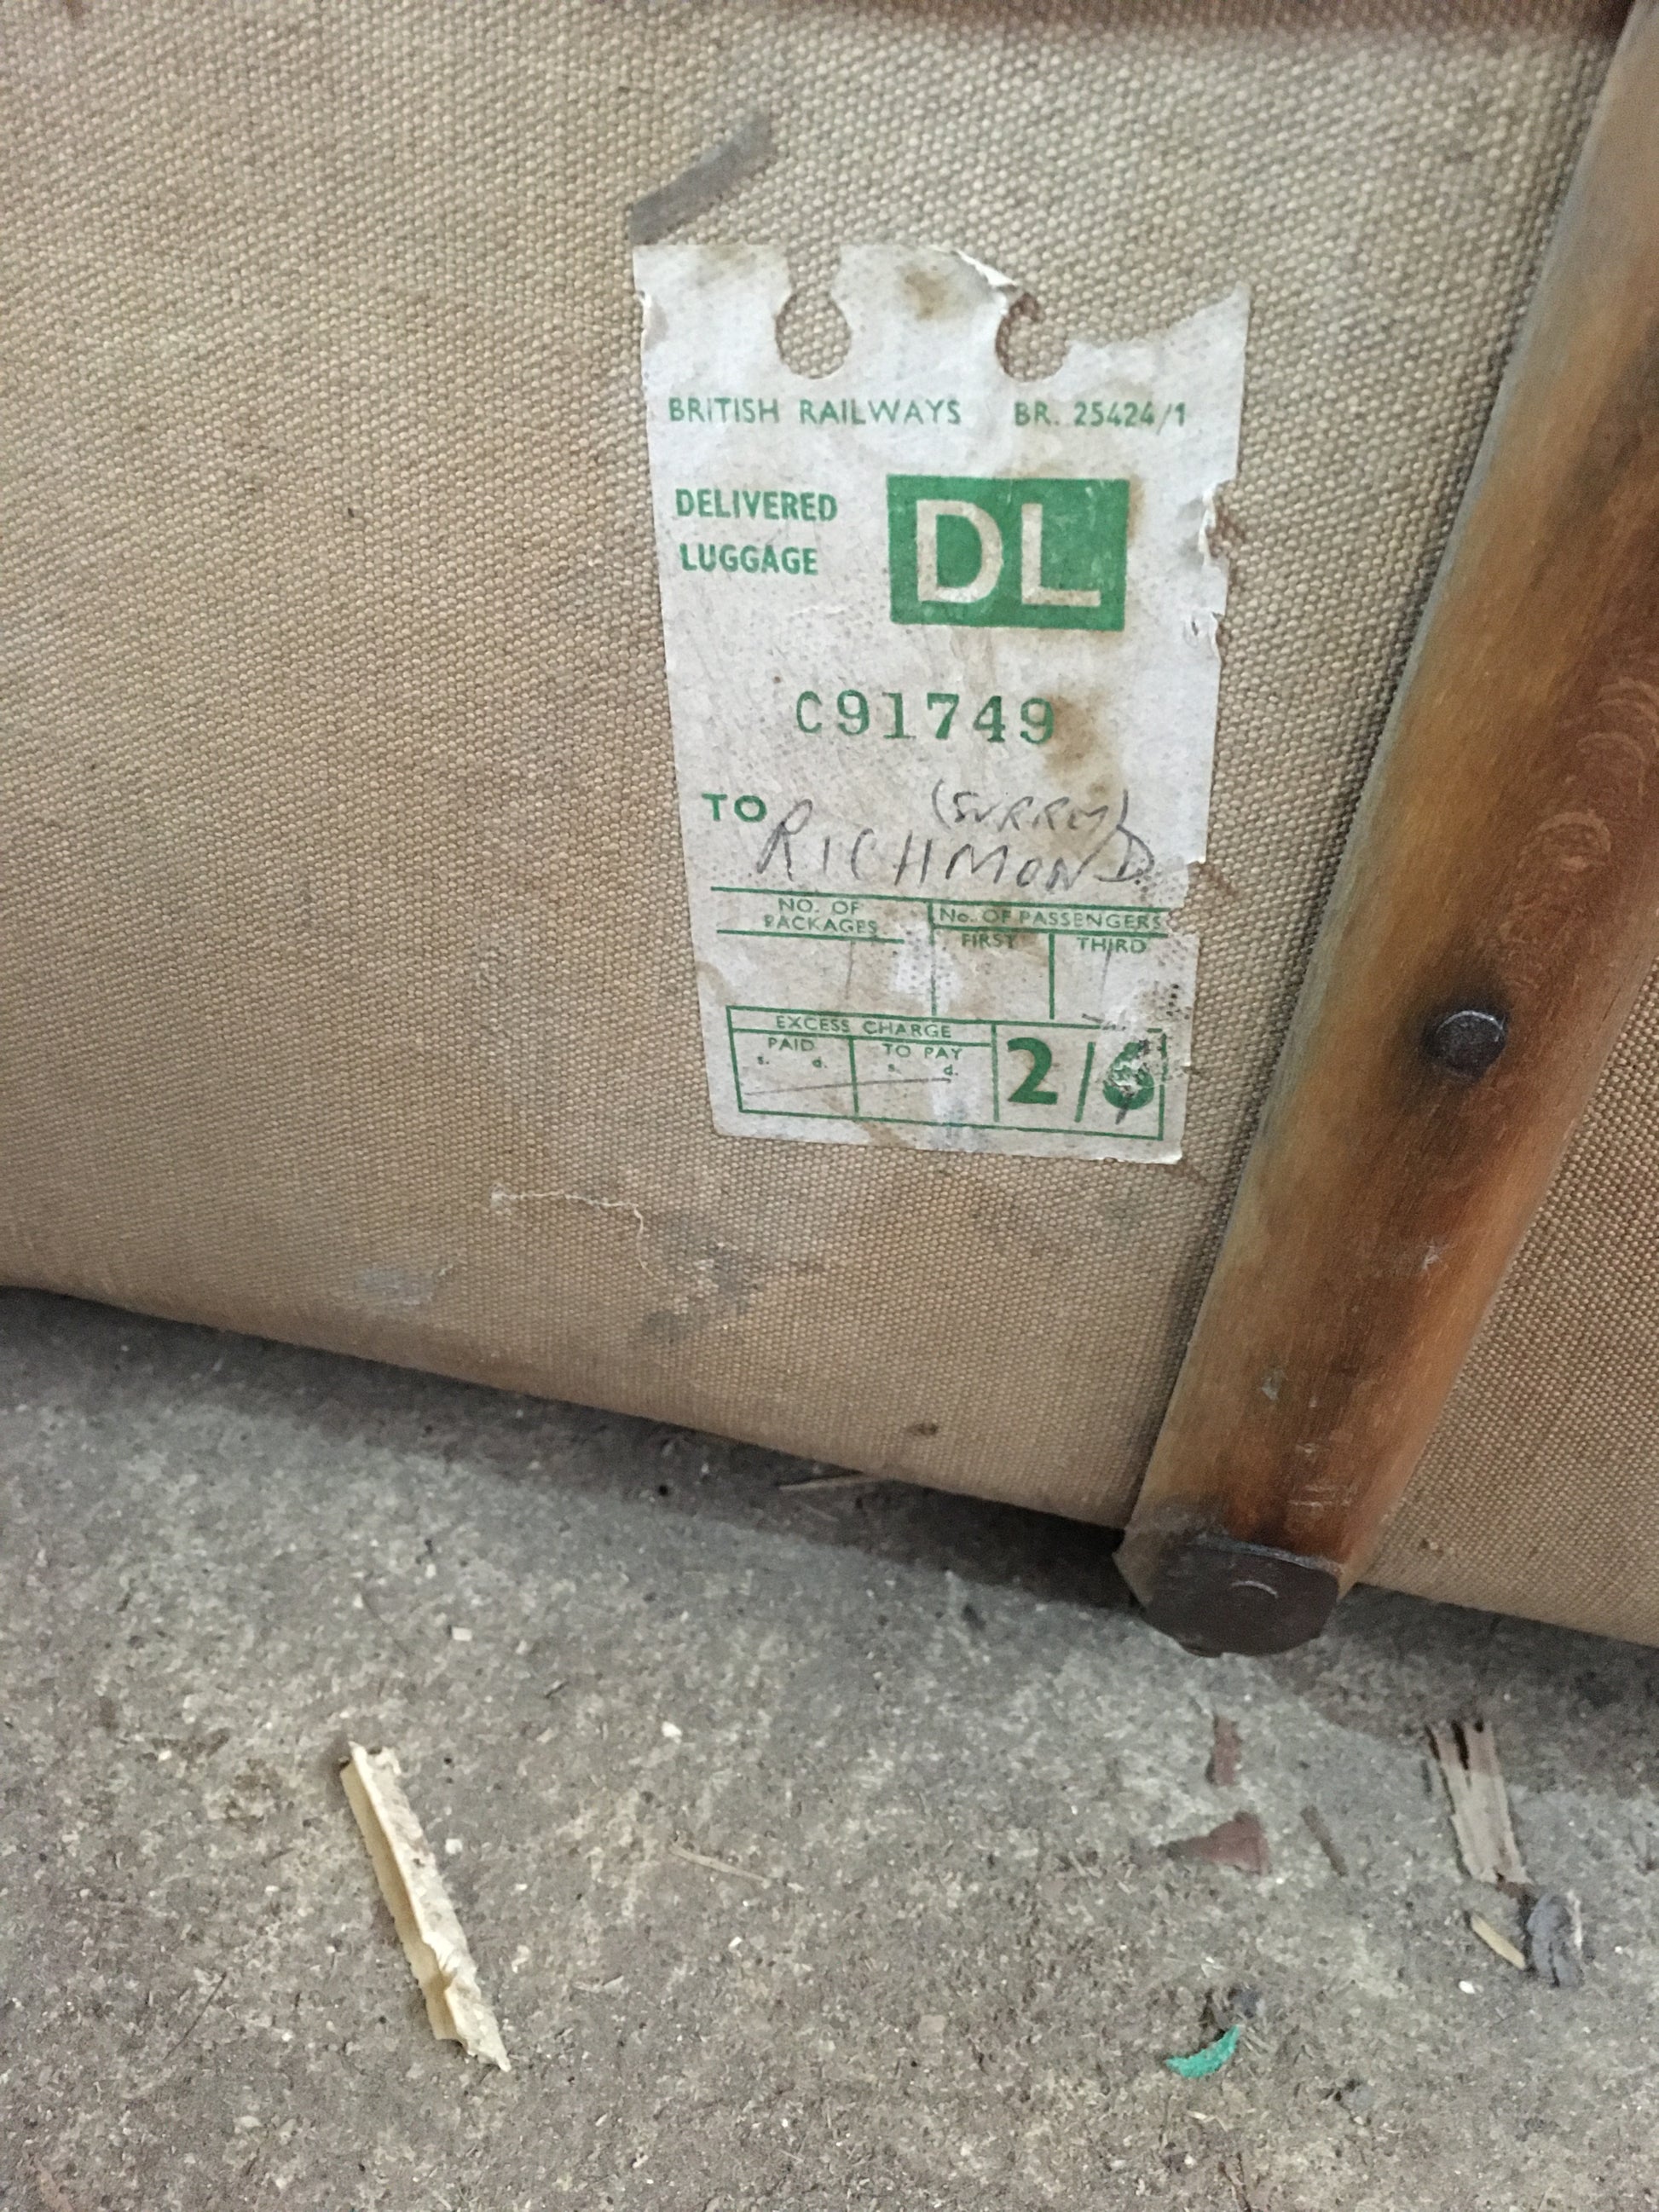 BRITISH RAILWAYS BR. 25424/1
DELIVERED
LUGGAGE
DL
C91749
TO
(SURREY)
RICHMOND
NO. OF
PACKAGES
No. OF PASSENGERS
FIRST THIRD
EXCESS CHARGE
PAID TO PAY
s. d. s. d.
2/6